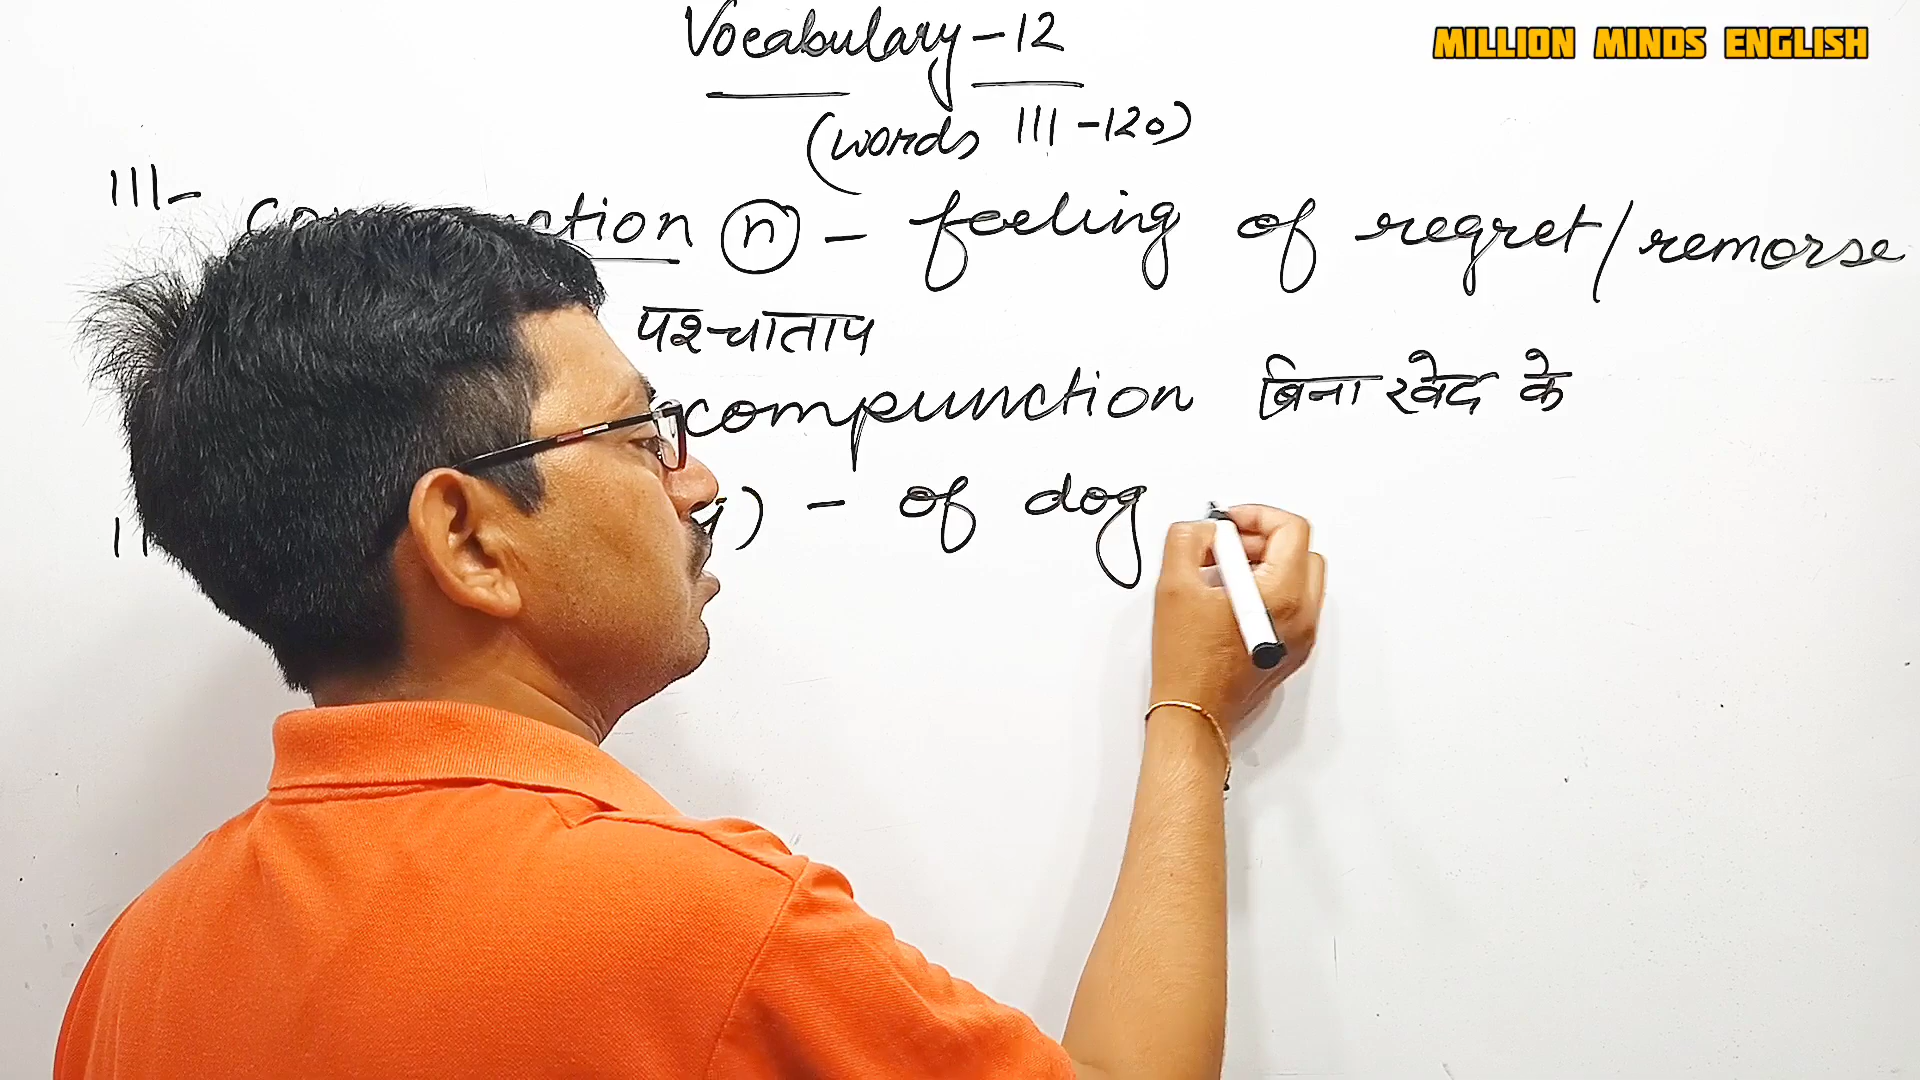 Vocabulary - 12
MILLION MINDS ENGLISH
(words 111 - 120)
111- compunction (n) - feeling of regret/remorse
पश्चाताप
compunction बिना खेद के
) - of dog